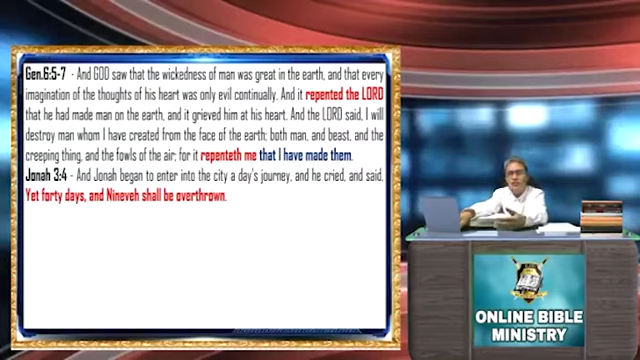 Gen.6:5-7 - And GOD saw that the wickedness of man was great in the earth, and that every
imagination of the thoughts of his heart was only evil continually. And it repented the LORD
that he had made man on the earth, and it grieved him at his heart. And the LORD said, I will
destroy man whom I have created from the face of the earth; both man, and beast, and the
creeping thing, and the fowls of the air; for it repenteth me that I have made them.
Jonah 3:4 - And Jonah began to enter into the city a day's journey, and he cried, and said,
Yet forty days, and Nineveh shall be overthrown.
ONLINE BIBLE
MINISTRY